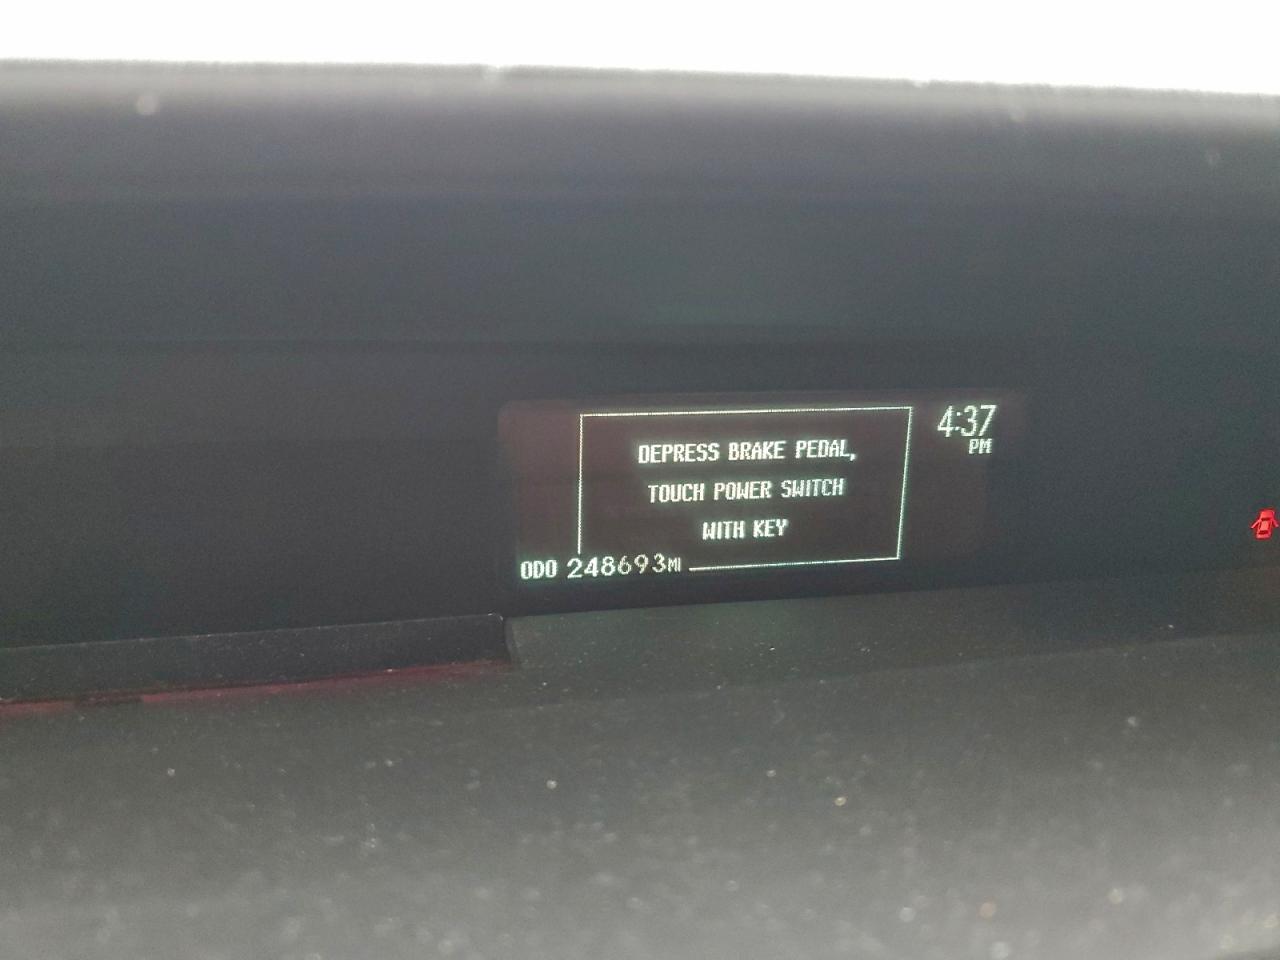 4:37
PM
DEPRESS BRAKE PEDAL,
TOUCH POWER SWITCH
WITH KEY
ODO 248693MI